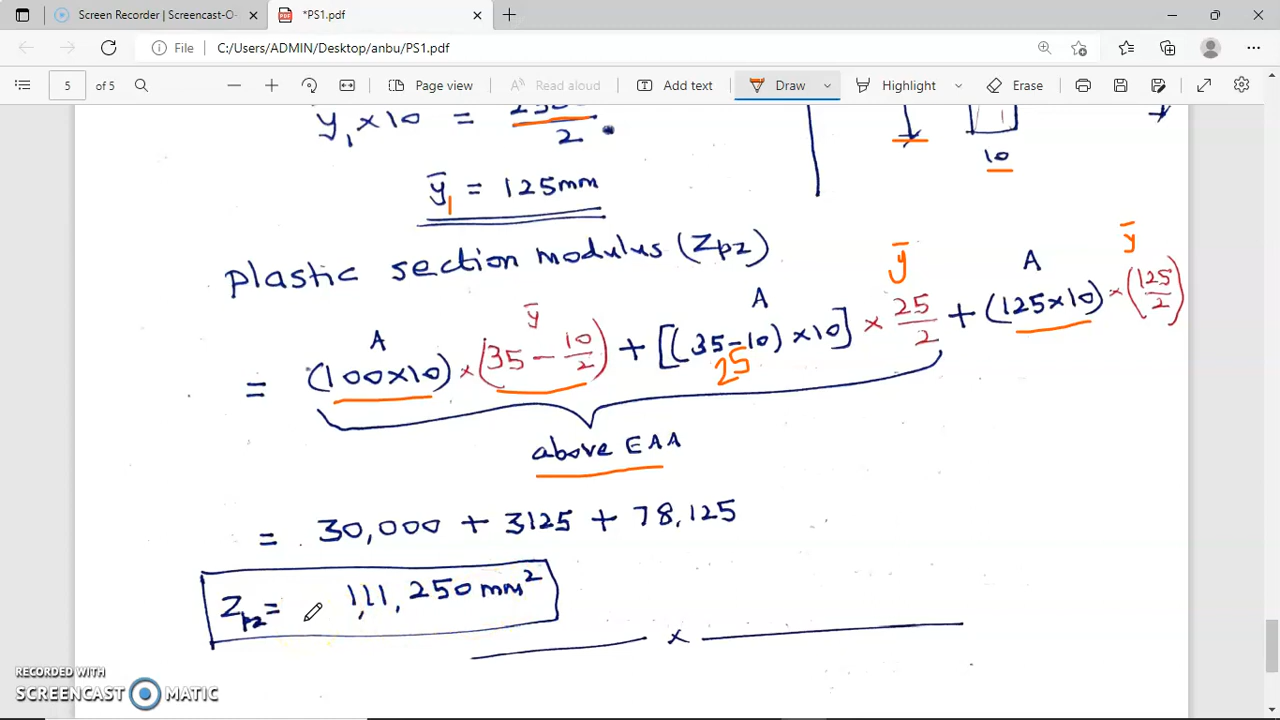 Screen Recorder | Screencast-O-
*PS1.pdf
File C:/Users/ADMIN/Desktop/anbu/PS1.pdf
5 of 5 Page view Read aloud Add text Draw Highlight Erase
y̅₁ × 10 = 2500/2
10
y̅₁ = 125mm
plastic section modulus (Zpz)
A y̅ A y̅ A y̅
= (100×10) × (35 − 10/2) + [(35−10) ×10] × 25/2 + (125×10) × (125/2)
25
above EAA
= 30,000 + 3125 + 78,125
Zpz = 111,250 mm²
x
RECORDED WITH
SCREENCAST MATIC